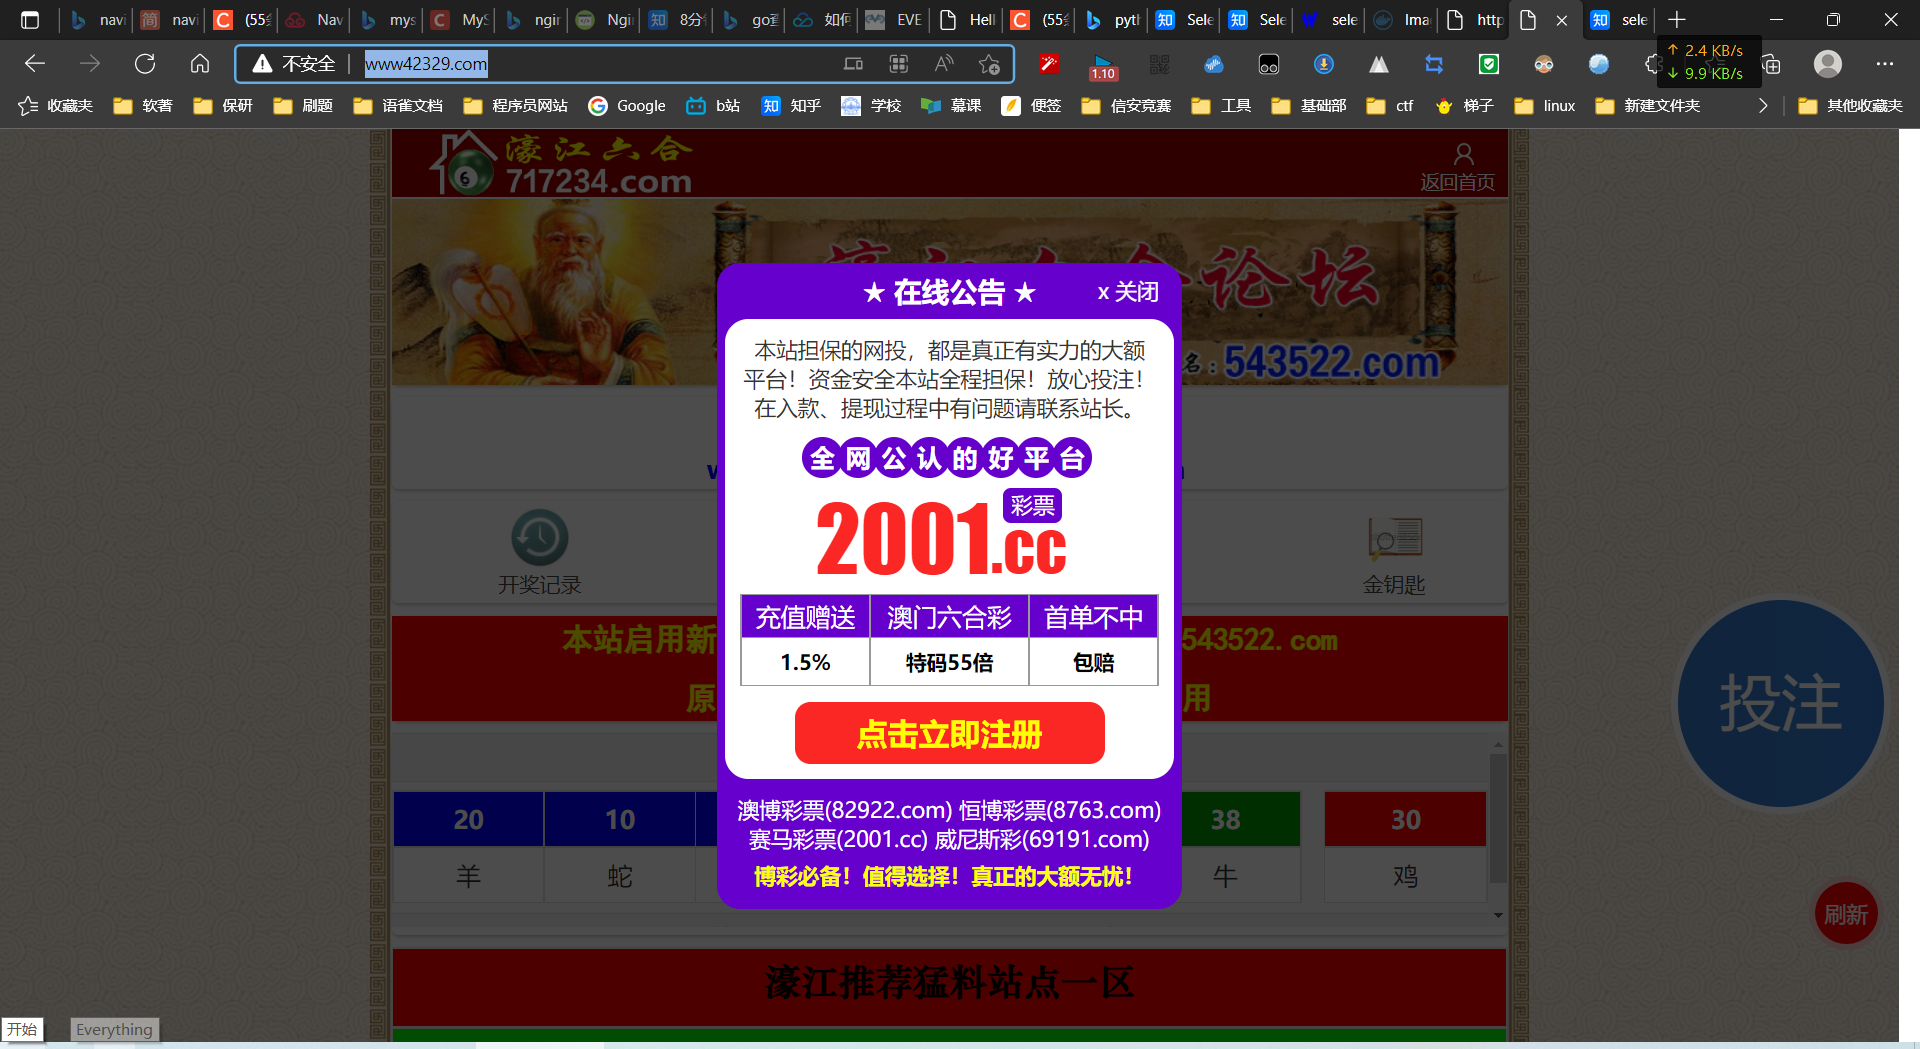 navi
navi
(55
Nav
mys
MyS
ngin
Ngin
8分
go
如何
EVE
Hell
(55
pyth
Sele
Sele
sele
Ima
http
sele
不安全
www42329.com
1.10
↑ 2.4 KB/s
↓ 9.9 KB/s
收藏夹 软著 保研 刷题 语雀文档 程序员网站 Google b站 知乎 学校 慕课 便签 信安竞赛 工具 基础部 ctf 梯子 linux 新建文件夹 其他收藏夹
濠江六合
717234.com
返回首页
论坛
名：543522.com
★ 在线公告 ★ x 关闭
本站担保的网投，都是真正有实力的大额
平台！资金安全本站全程担保！放心投注！
在入款、提现过程中有问题请联系站长。
全网公认的好平台
2001.cc
彩票
充值赠送 澳门六合彩 首单不中
1.5% 特码55倍 包赔
点击立即注册
澳博彩票(82922.com) 恒博彩票(8763.com)
赛马彩票(2001.cc) 威尼斯彩(69191.com)
博彩必备！值得选择！真正的大额无忧！
开奖记录
金钥匙
本站启用新
543522.com
原
用
投注
20 10 38 30
羊 蛇 牛 鸡
刷新
濠江推荐猛料站点一区
开始
Everything